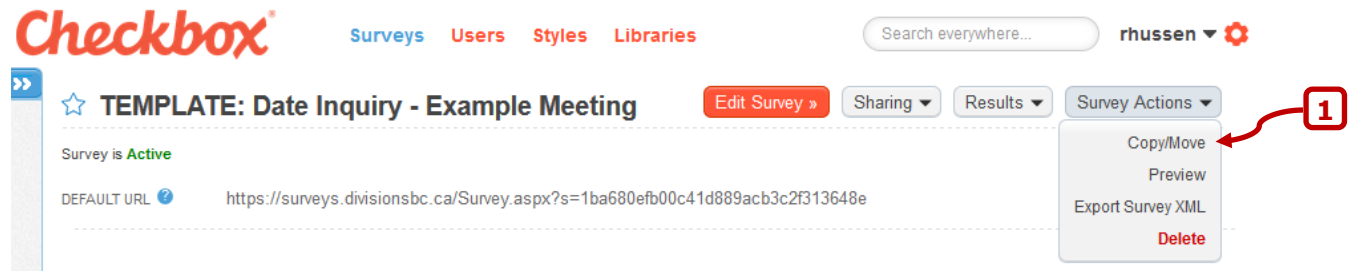 Checkbox® Surveys Users Styles Libraries Search everywhere... rhussen
TEMPLATE: Date Inquiry - Example Meeting Edit Survey » Sharing Results Survey Actions
1
Copy/Move
Survey is Active
Preview
DEFAULT URL ? https://surveys.divisionsbc.ca/Survey.aspx?s=1ba680efb00c41d889acb3c2f313648e
Export Survey XML
Delete